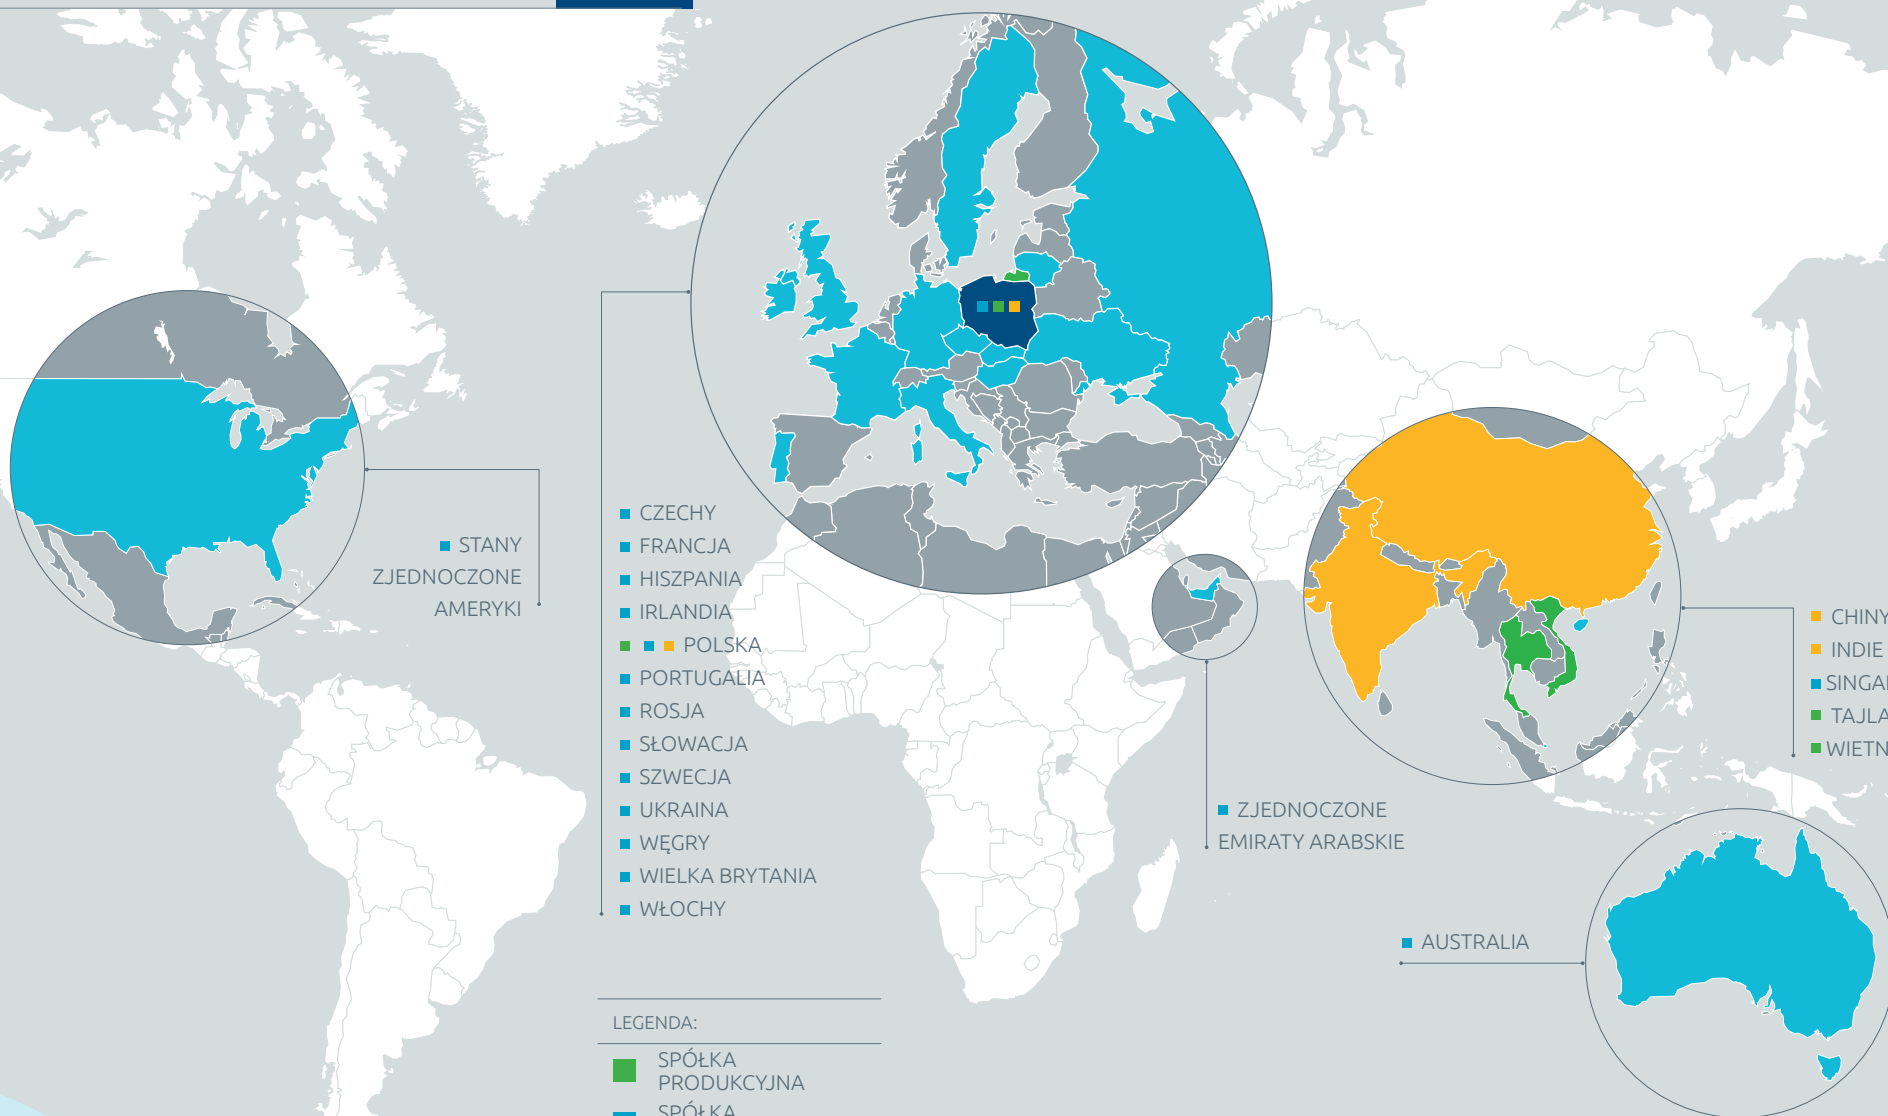 STANY
ZJEDNOCZONE
AMERYKI
CZECHY
FRANCJA
HISZPANIA
IRLANDIA
POLSKA
PORTUGALIA
ROSJA
SŁOWACJA
SZWECJA
UKRAINA
WĘGRY
WIELKA BRYTANIA
WŁOCHY
ZJEDNOCZONE
EMIRATY ARABSKIE
CHINY
INDIE
AUSTRALIA
LEGENDA:
SPÓŁKA
PRODUKCYJNA
SPÓŁKA